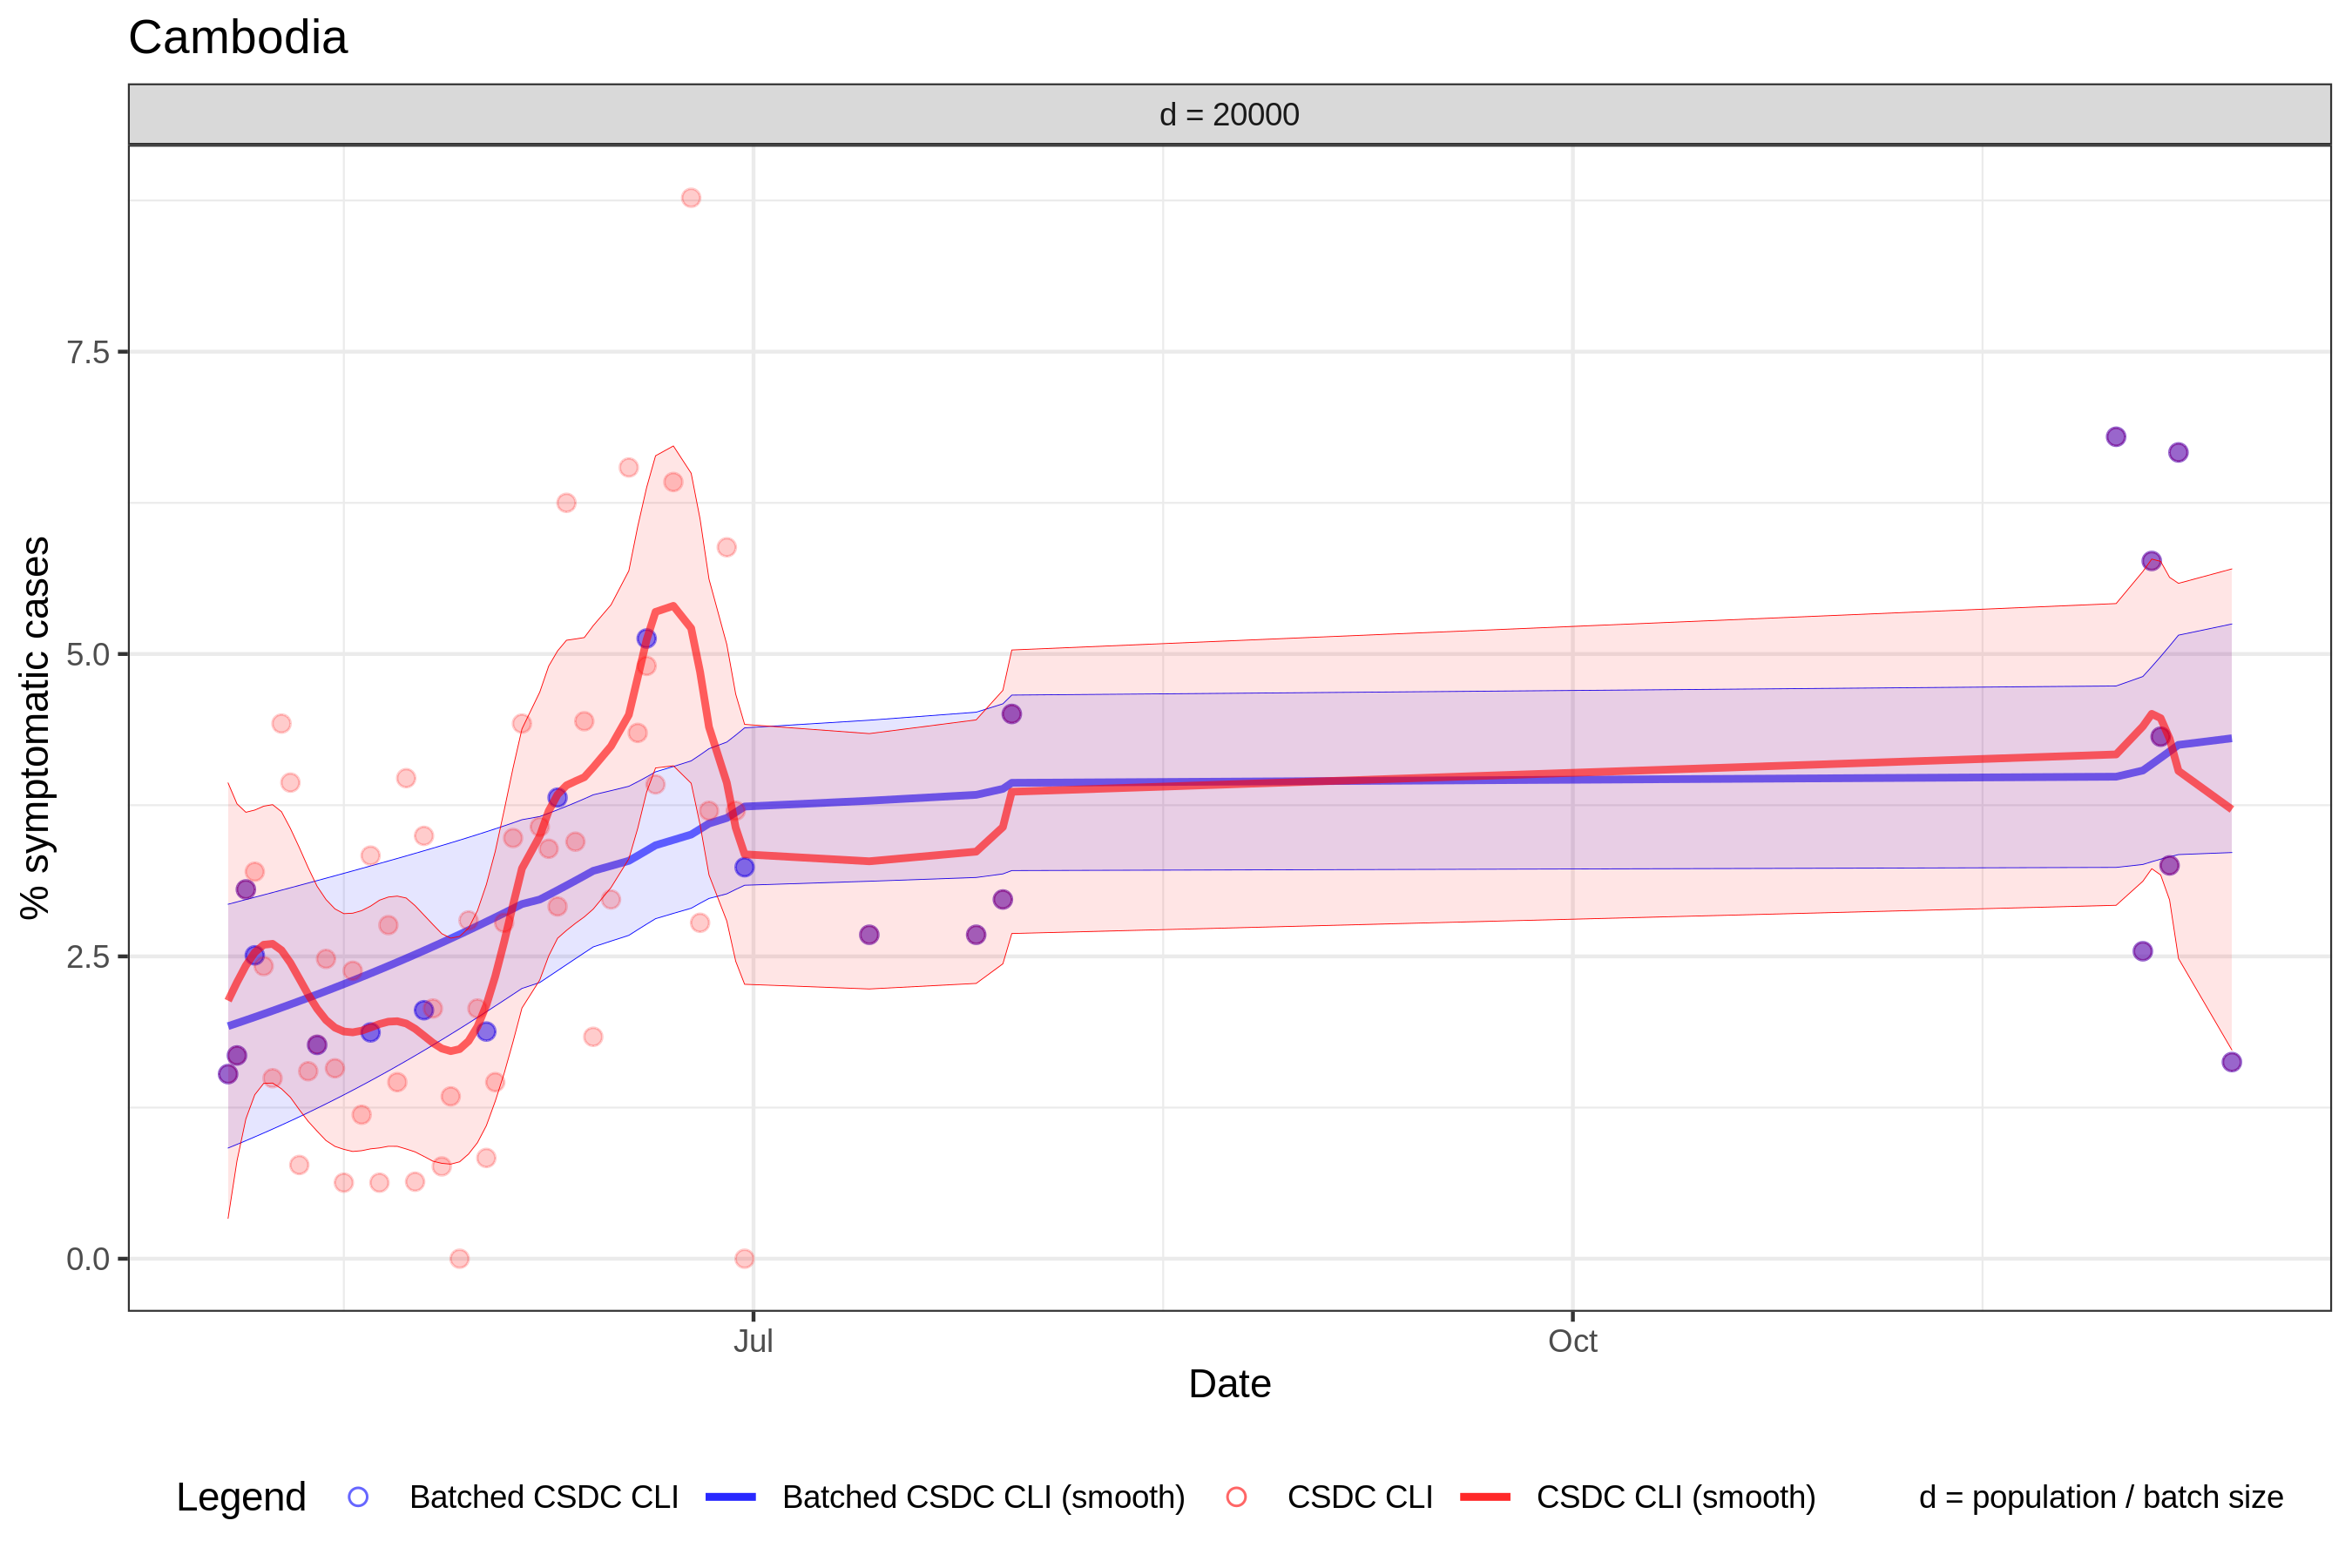 Cambodia
d = 20000
% symptomatic cases
7.5
5.0
2.5
0.0
Jul Oct
Date
Legend Batched CSDC CLI Batched CSDC CLI (smooth) CSDC CLI CSDC CLI (smooth) d = population / batch size